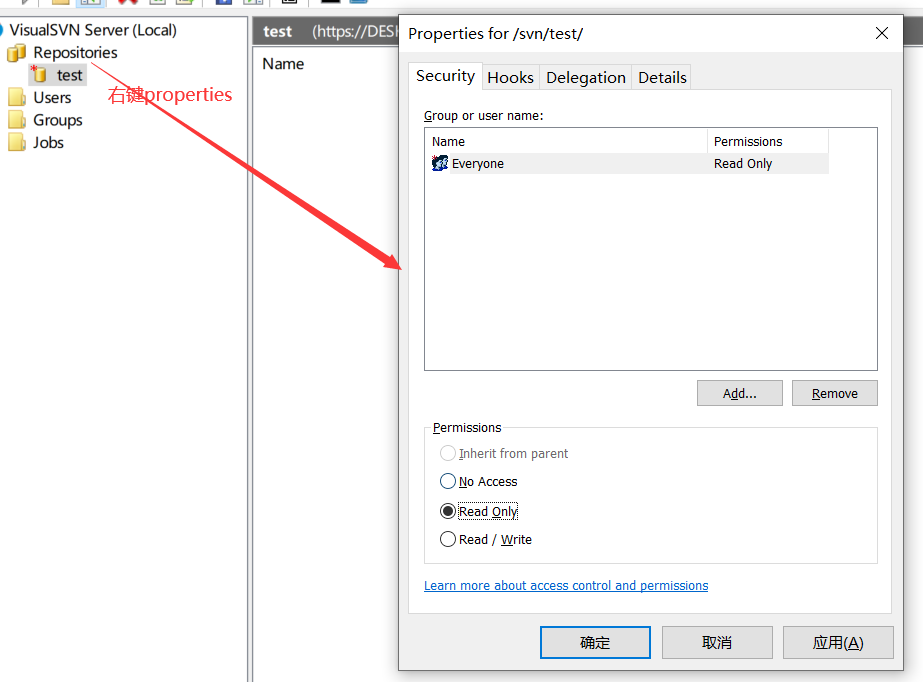 VisualSVN Server (Local)
Repositories
test
Users
Groups
Jobs
右键properties
test (https://DESK
Name
Properties for /svn/test/
Security Hooks Delegation Details
Group or user name:
Name Permissions
Everyone Read Only
Add... Remove
Permissions
Inherit from parent
No Access
Read Only
Read / Write
Learn more about access control and permissions
确定 取消 应用(A)